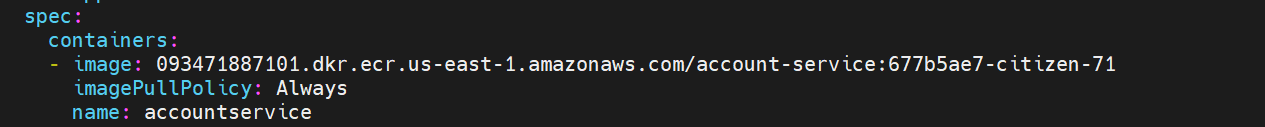 spec:
containers:
- image: 093471887101.dkr.ecr.us-east-1.amazonaws.com/account-service:677b5ae7-citizen-71
imagePullPolicy: Always
name: accountservice